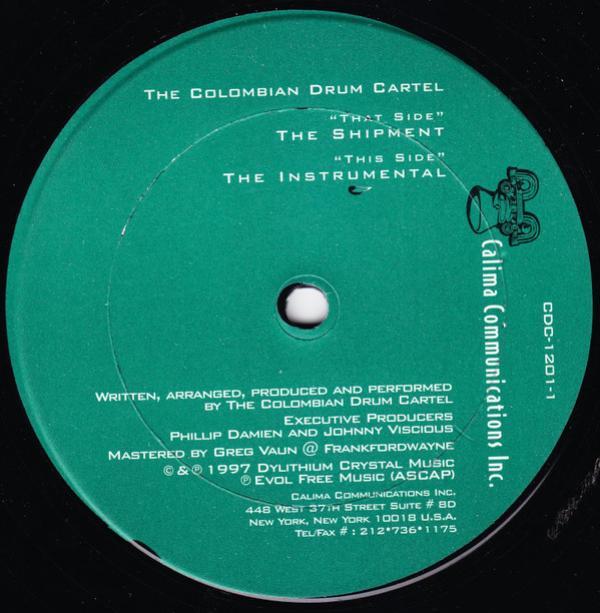 The Colombian Drum Cartel
"That Side"
The Shipment
"This Side"
The Instrumental
Calima Communications Inc.
CDC-1201-1
Written, arranged, produced and performed
by The Colombian Drum Cartel
Executive Producers
Phillip Damien and Johnny Viscious
Mastered by Greg Vaun @ Frankfordwayne
©&℗ 1997 Dylithium Crystal Music
℗ Evol Free Music (ASCAP)
Calima Communications Inc.
448 West 37th Street Suite # 8D
New York, New York 10018 U.S.A.
Tel/Fax # : 212*736*1175